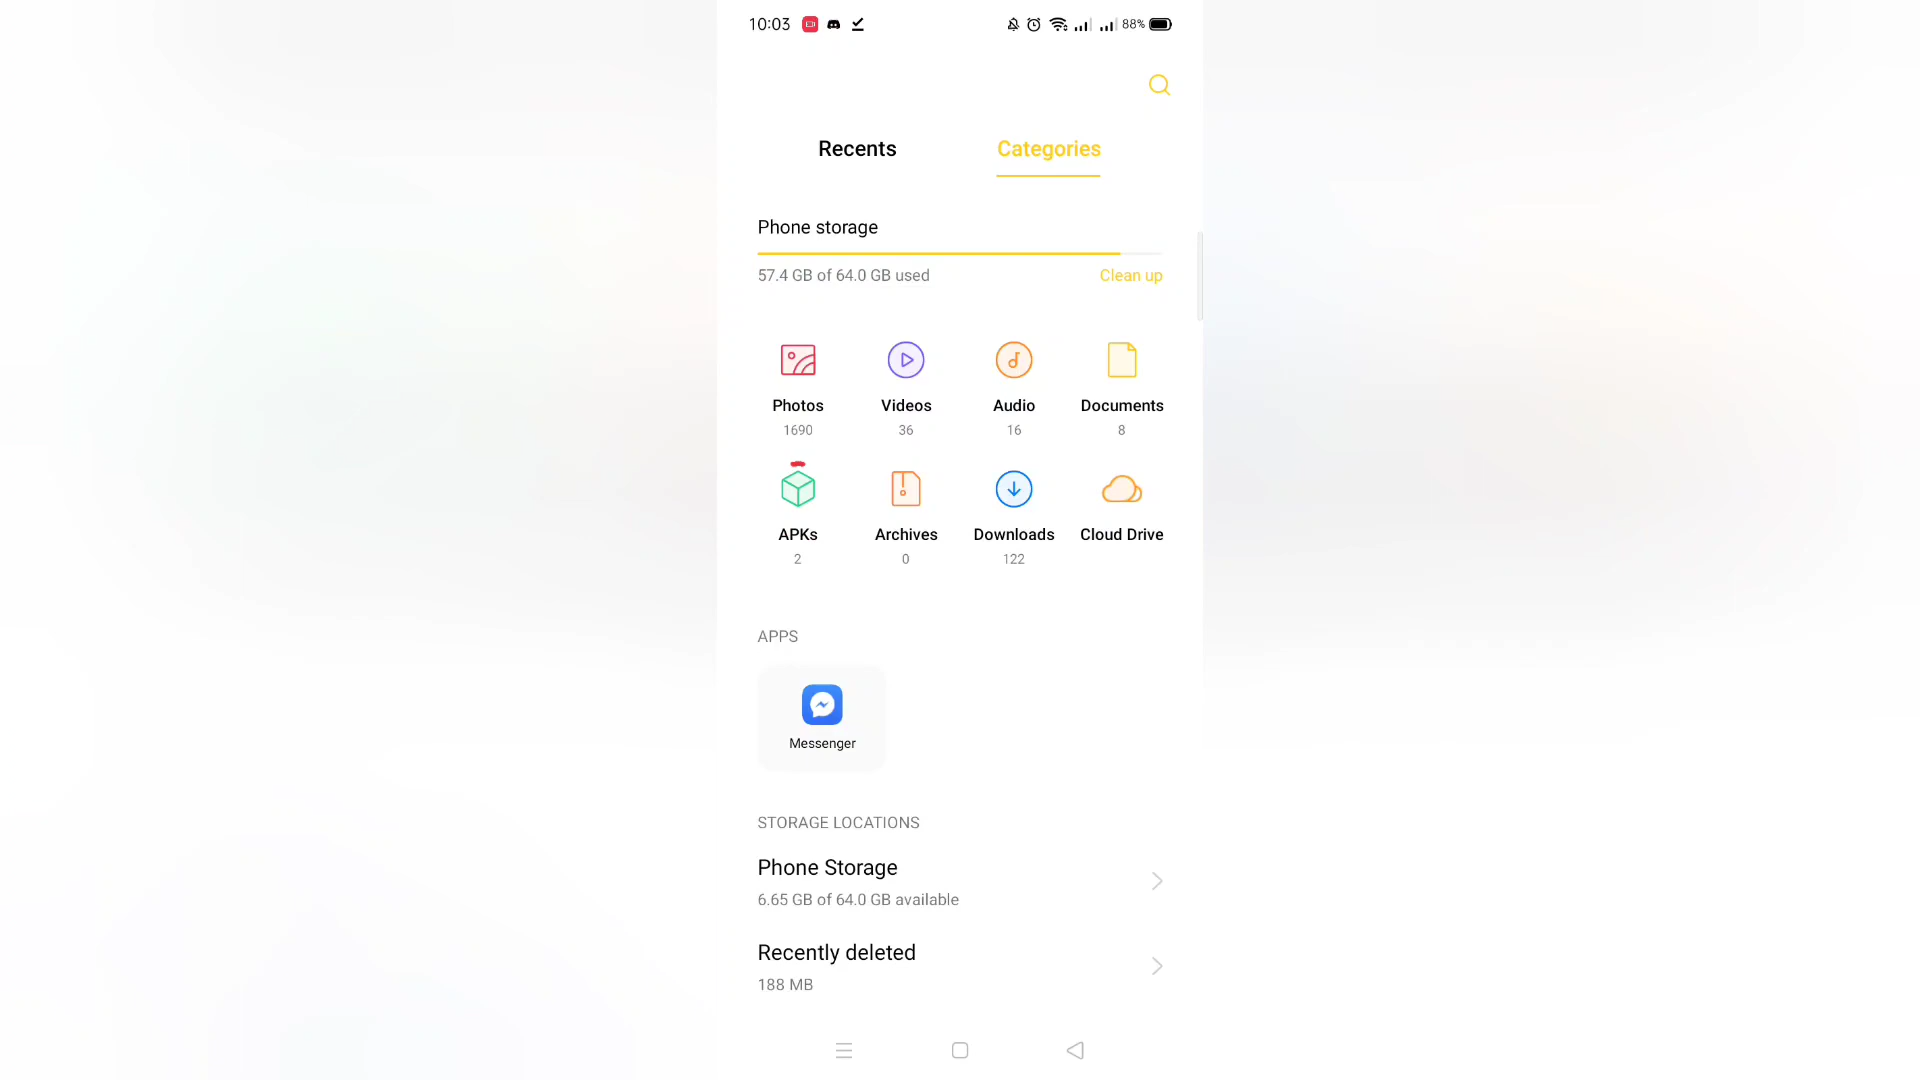 10:03 88%
Recents Categories
Phone storage
57.4 GB of 64.0 GB used Clean up
Photos Videos Audio Documents
1690 36 16 8
APKs Archives Downloads Cloud Drive
2 0 122
APPS
Messenger
STORAGE LOCATIONS
Phone Storage
6.65 GB of 64.0 GB available
Recently deleted
188 MB